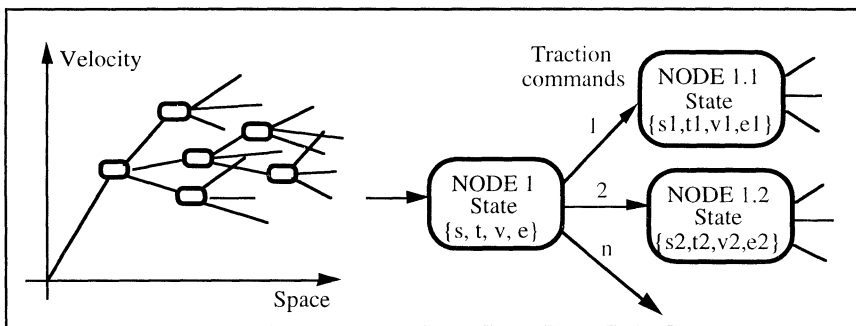 Velocity
Space
Traction
commands
NODE 1
State
{s, t, v, e}
1
2
n
NODE 1.1
State
{s1,t1,v1,e1}
NODE 1.2
State
{s2,t2,v2,e2}